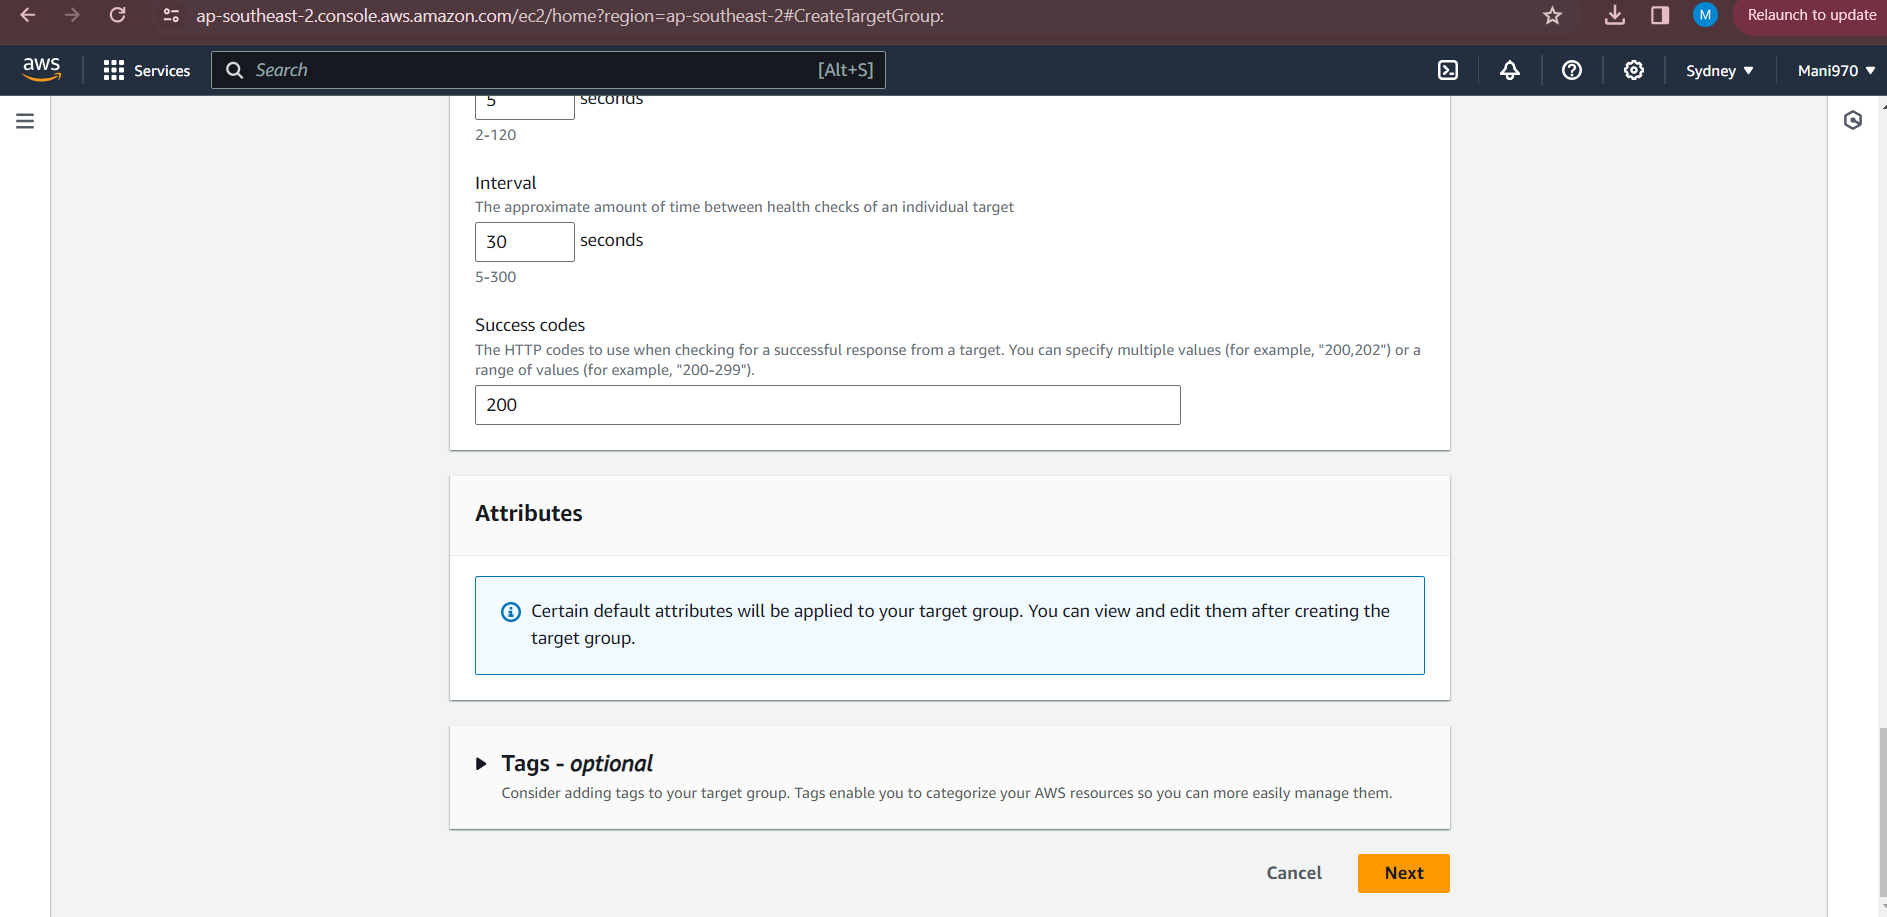 ap-southeast-2.console.aws.amazon.com/ec2/home?region=ap-southeast-2#CreateTargetGroup:
M
Relaunch to update
aws
Services
Search
[Alt+S]
Sydney
Mani970
5 seconds
2-120
Interval
The approximate amount of time between health checks of an individual target
30 seconds
5-300
Success codes
The HTTP codes to use when checking for a successful response from a target. You can specify multiple values (for example, "200,202") or a
range of values (for example, "200-299").
200
Attributes
Certain default attributes will be applied to your target group. You can view and edit them after creating the
target group.
Tags - optional
Consider adding tags to your target group. Tags enable you to categorize your AWS resources so you can more easily manage them.
Cancel
Next